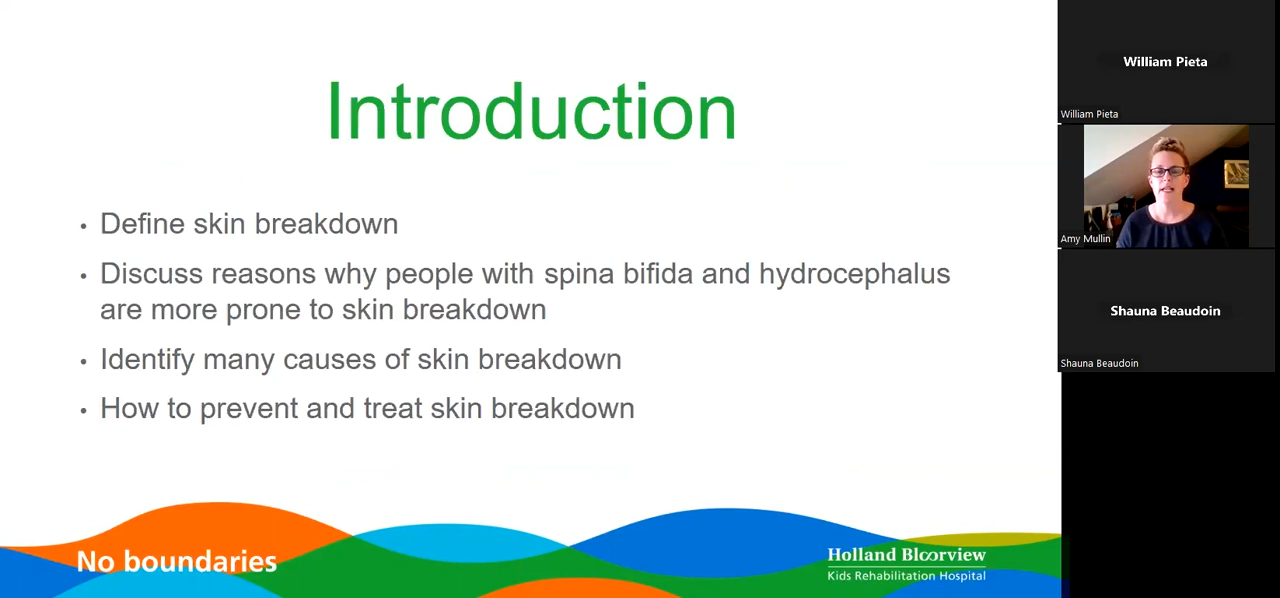 Introduction
• Define skin breakdown
• Discuss reasons why people with spina bifida and hydrocephalus
are more prone to skin breakdown
• Identify many causes of skin breakdown
• How to prevent and treat skin breakdown
No boundaries
Holland Bloorview
Kids Rehabilitation Hospital
William Pieta
William Pieta
Amy Mullin
Shauna Beaudoin
Shauna Beaudoin